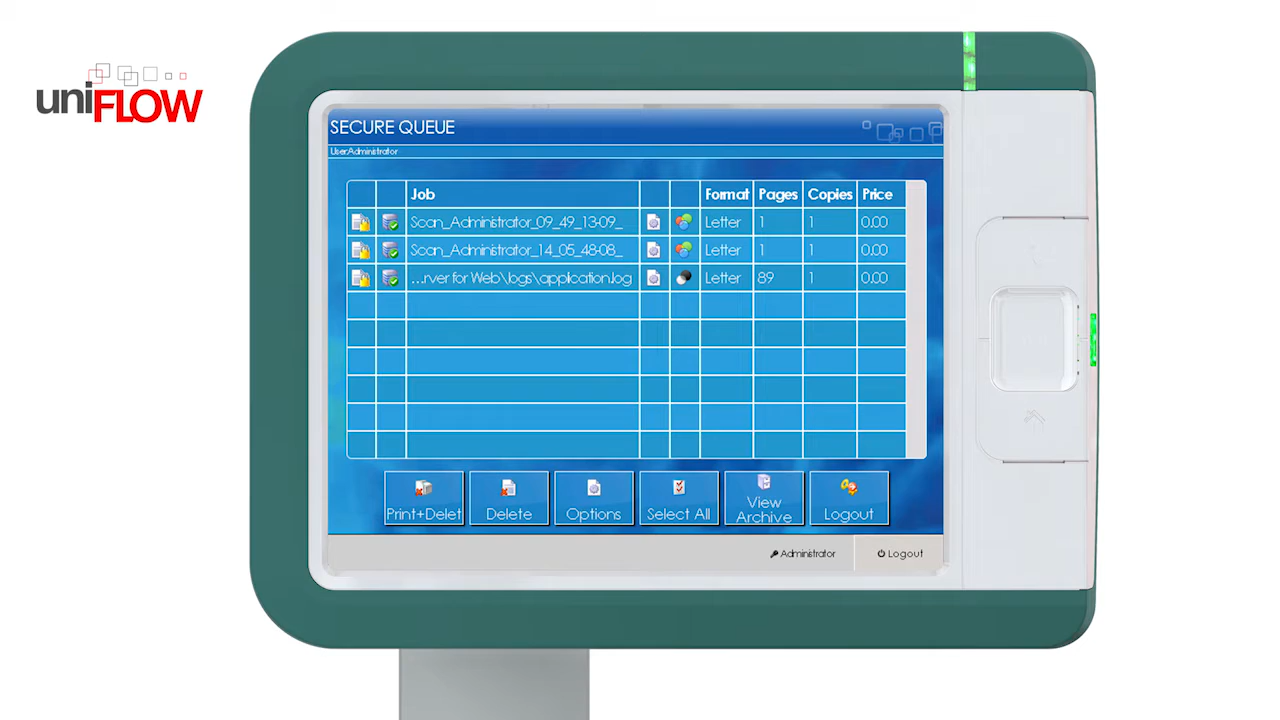 uniFLOW
SECURE QUEUE
User:Administrator
Job Format Pages Copies Price
Scan_Administrator_09_49_13-09_ Letter 1 1 0.00
Scan_Administrator_14_05_48-08_ Letter 1 1 0.00
...rver for Web\logs\application.log Letter 89 1 0.00
Print+Delet Delete Options Select All View Archive Logout
Administrator Logout